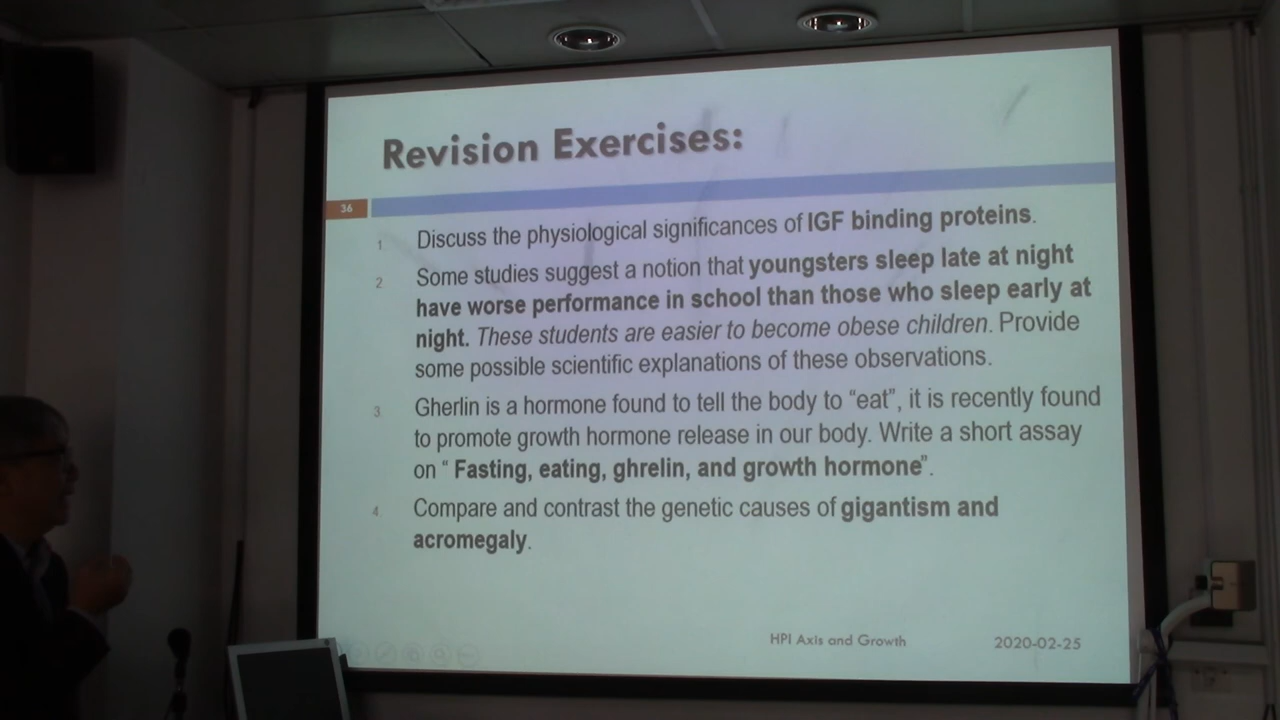 Revision Exercises:
36
1 Discuss the physiological significances of IGF binding proteins.
2 Some studies suggest a notion that youngsters sleep late at night
have worse performance in school than those who sleep early at
night. These students are easier to become obese children. Provide
some possible scientific explanations of these observations.
3 Gherlin is a hormone found to tell the body to “eat”, it is recently found
to promote growth hormone release in our body. Write a short assay
on “ Fasting, eating, ghrelin, and growth hormone”.
4 Compare and contrast the genetic causes of gigantism and
acromegaly.
HPI Axis and Growth 2020-02-25